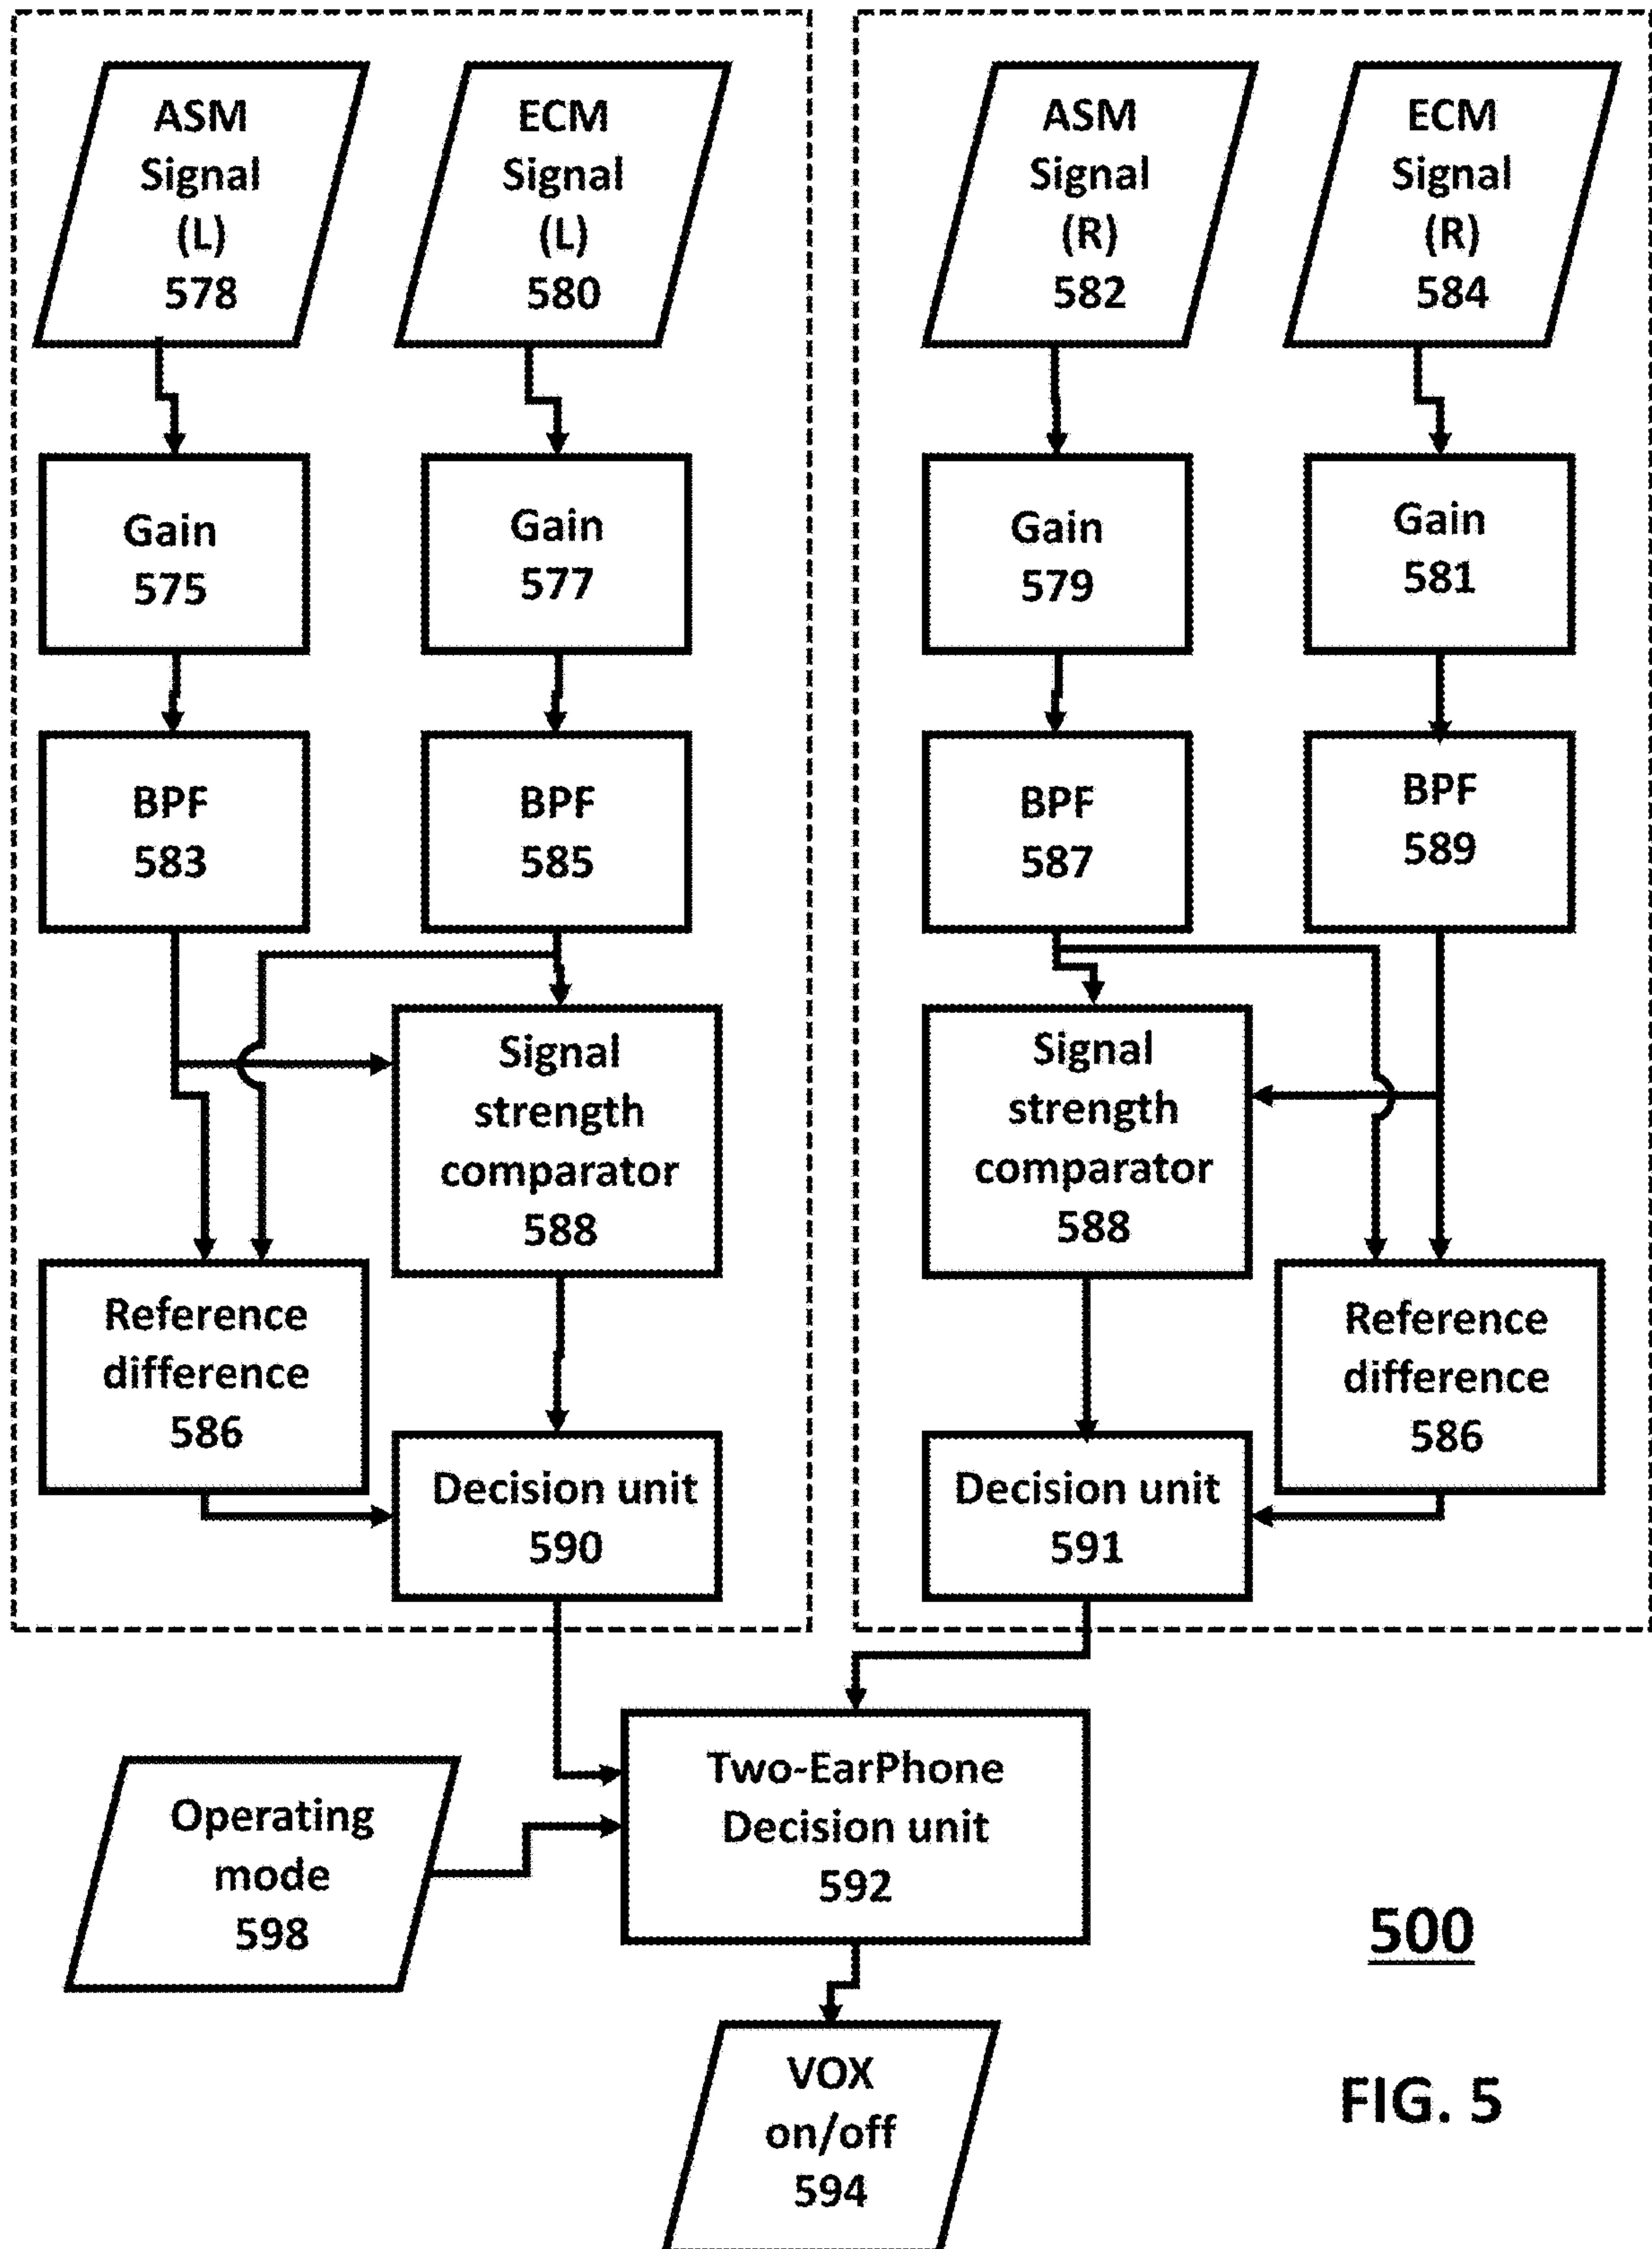 ASM
Signal
(L)
578
ECM
Signal
(L)
580
ASM
Signal
(R)
582
ECM
Signal
(R)
584
Gain
575
Gain
577
Gain
579
Gain
581
BPF
583
BPF
585
BPF
587
BPF
589
Signal
strength
comparator
588
Signal
strength
comparator
588
Reference
difference
586
Reference
difference
586
Decision unit
590
Decision unit
591
Two-EarPhone
Decision unit
592
Operating
mode
598
VOX
on/off
594
500
FIG. 5